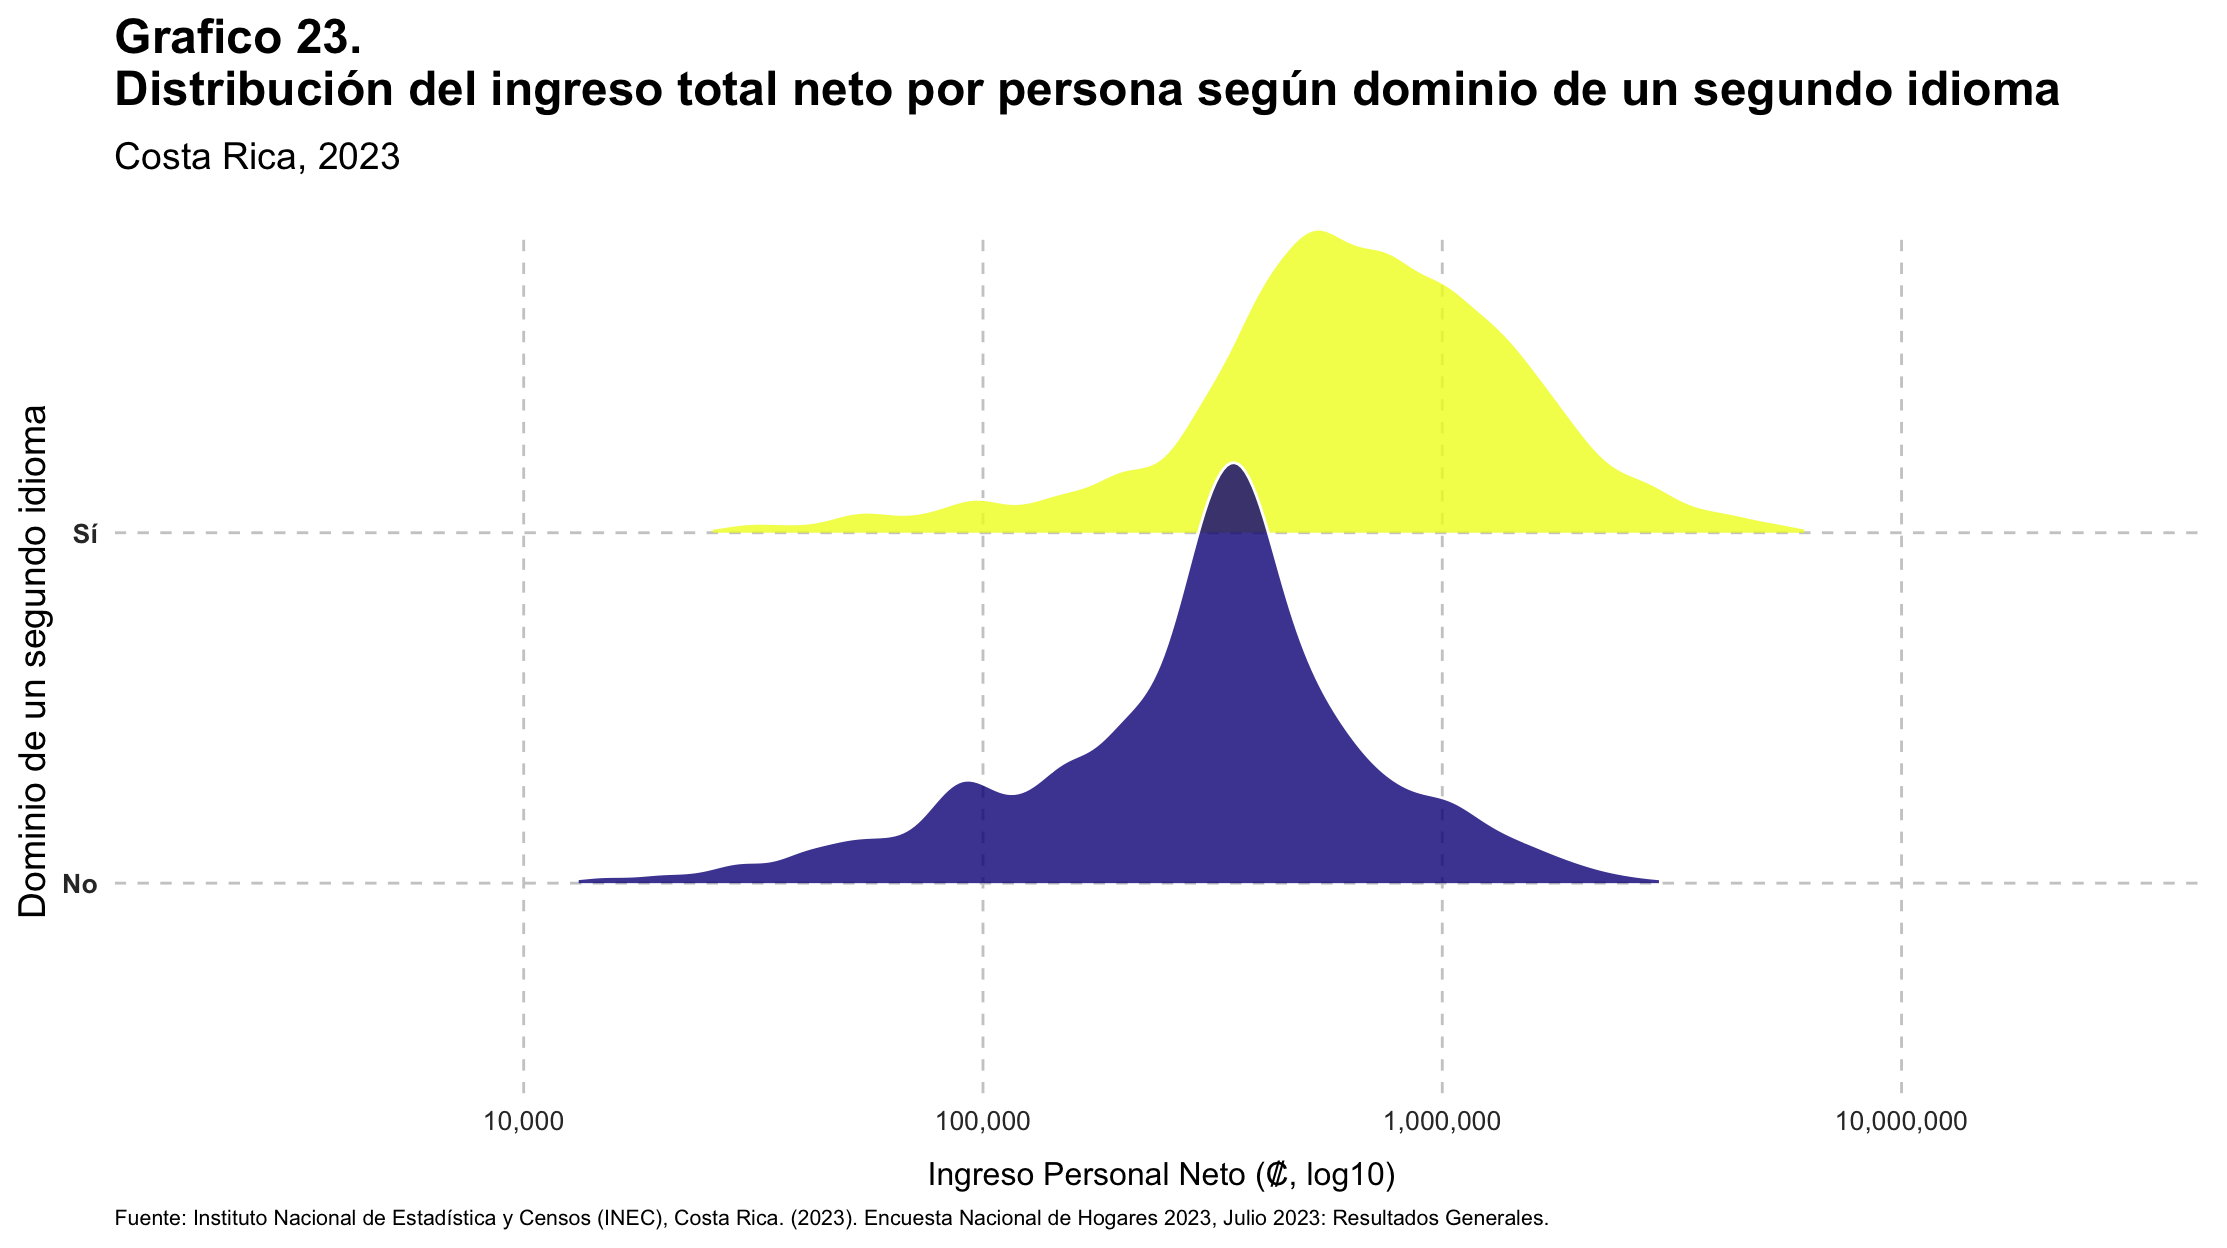 Grafico 23.
Distribución del ingreso total neto por persona según dominio de un segundo idioma
Costa Rica, 2023
Dominio de un segundo idioma
Sí
No
10,000
100,000
1,000,000
10,000,000
Ingreso Personal Neto (₡, log10)
Fuente: Instituto Nacional de Estadística y Censos (INEC), Costa Rica. (2023). Encuesta Nacional de Hogares 2023, Julio 2023: Resultados Generales.